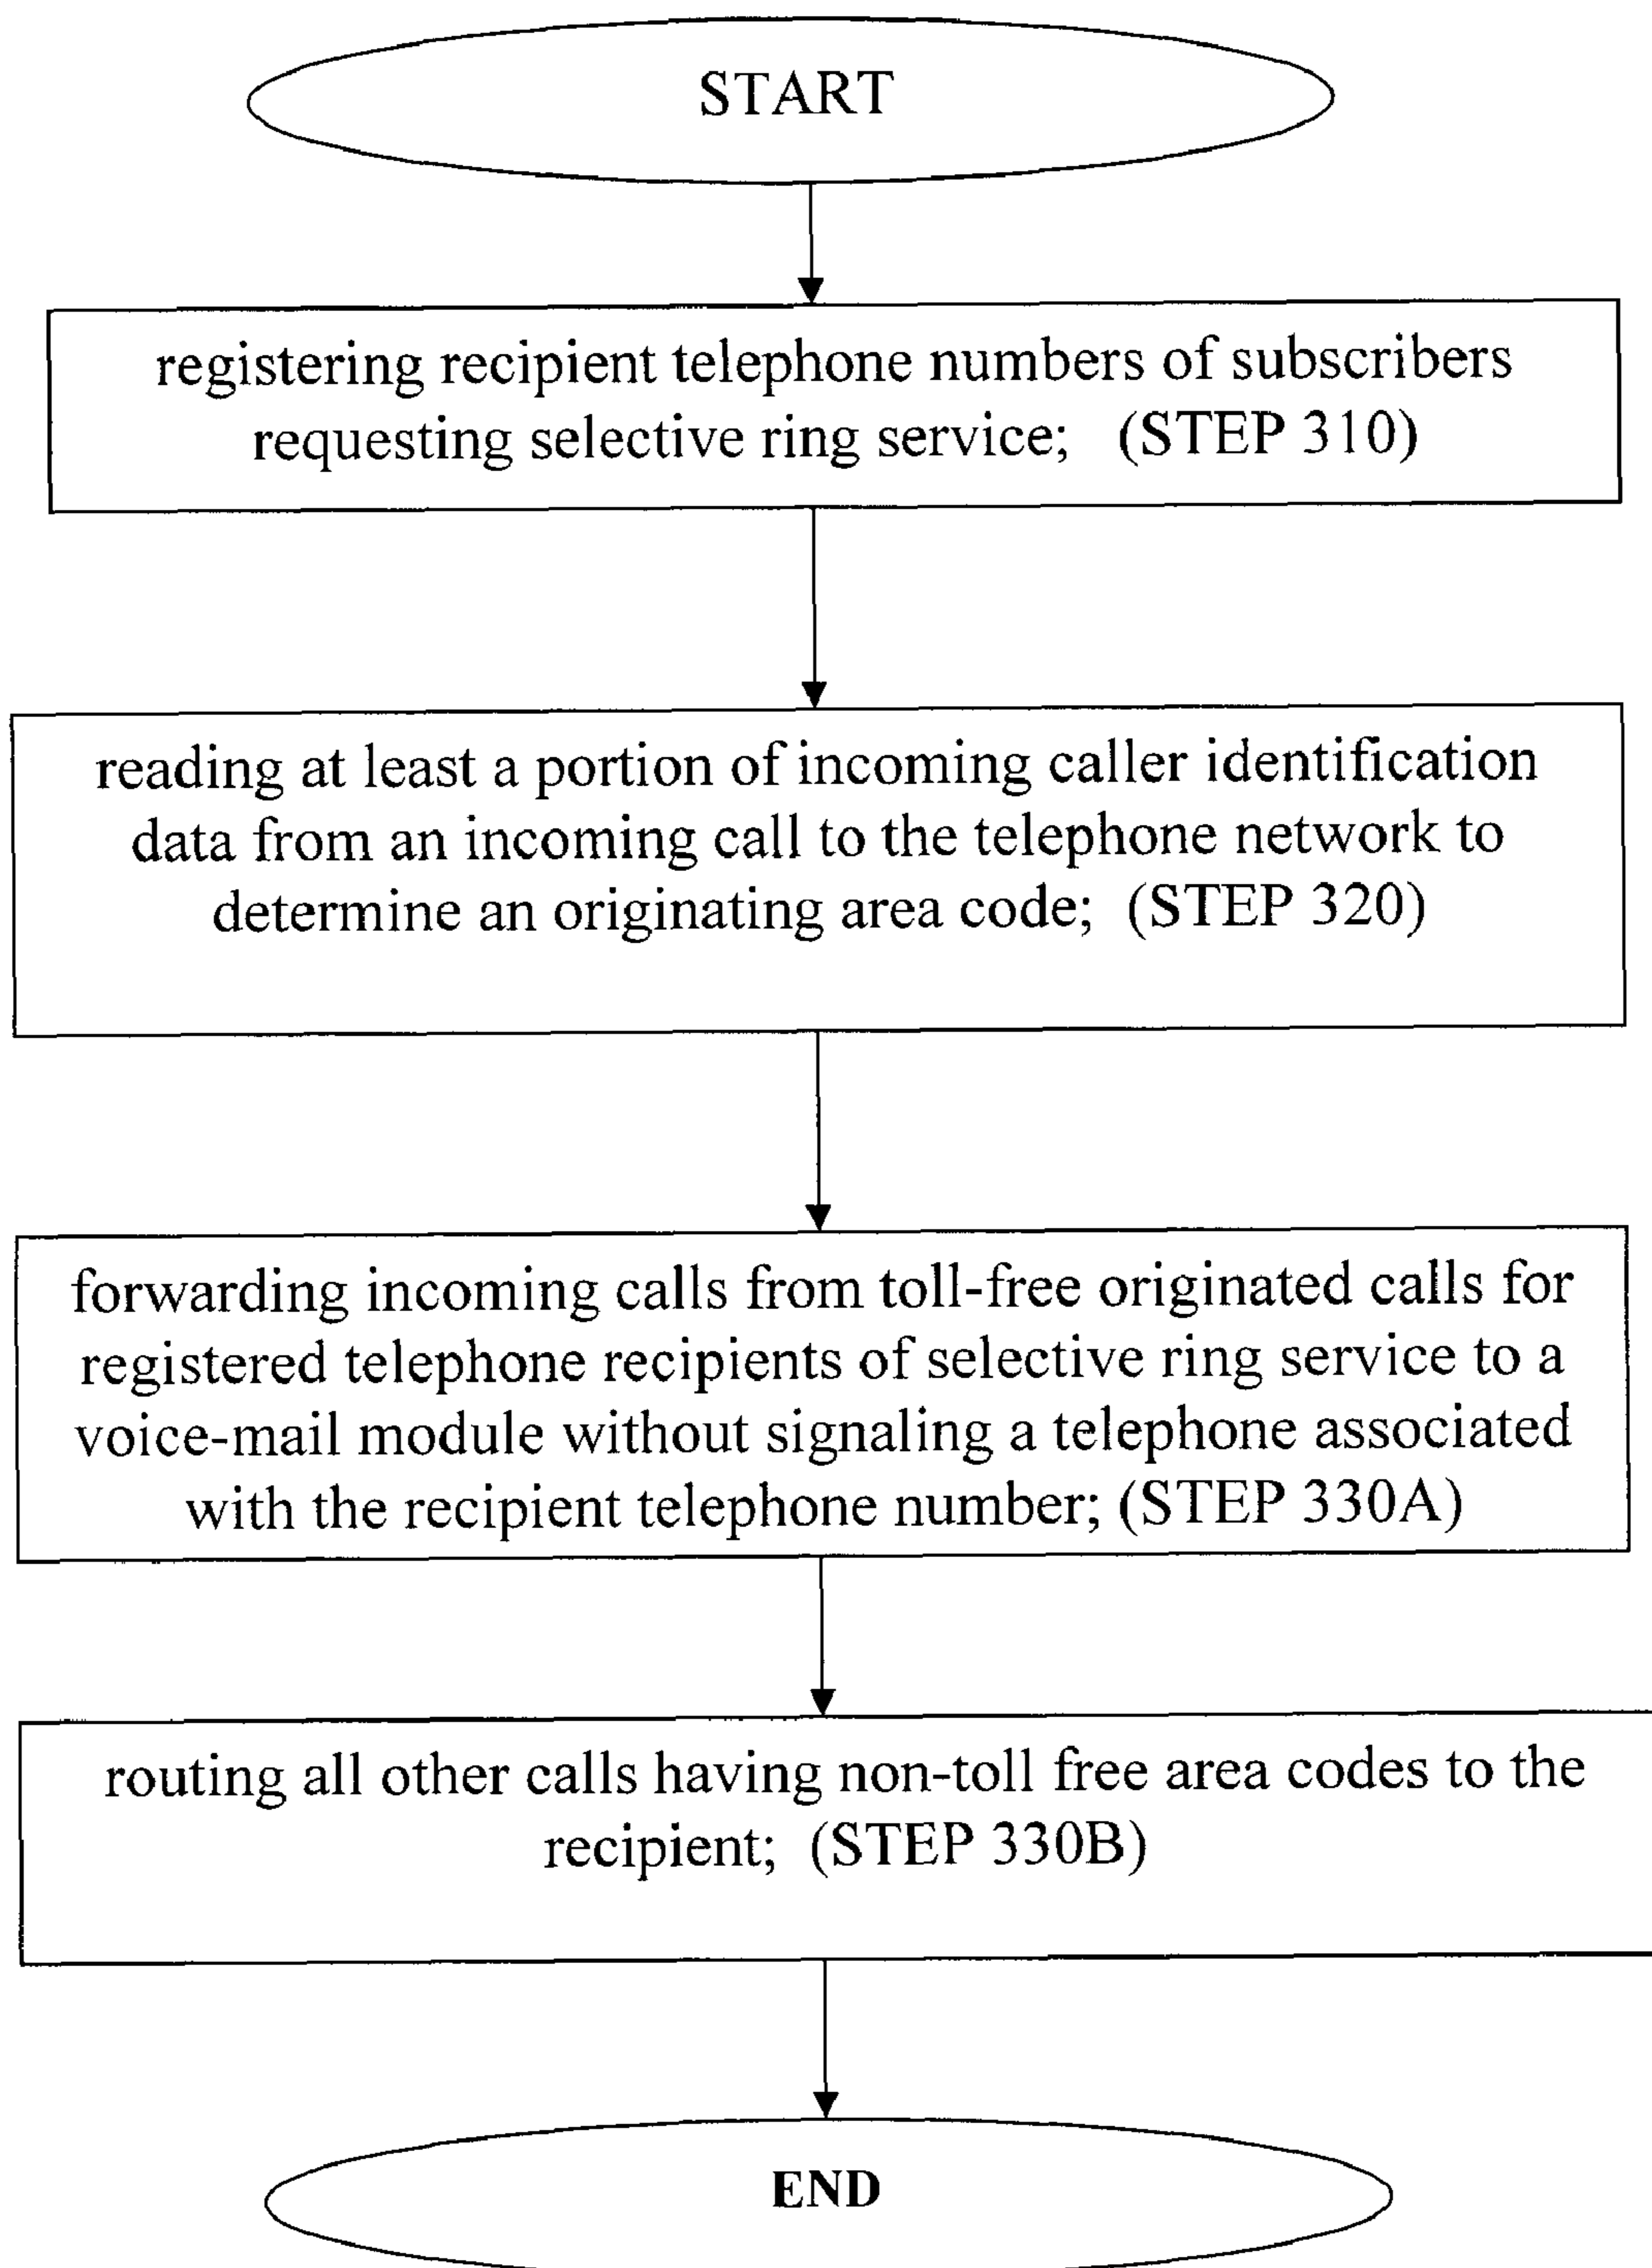 START
registering recipient telephone numbers of subscribers
requesting selective ring service; (STEP 310)
reading at least a portion of incoming caller identification
data from an incoming call to the telephone network to
determine an originating area code; (STEP 320)
forwarding incoming calls from toll-free originated calls for
registered telephone recipients of selective ring service to a
voice-mail module without signaling a telephone associated
with the recipient telephone number; (STEP 330A)
routing all other calls having non-toll free area codes to the
recipient; (STEP 330B)
END